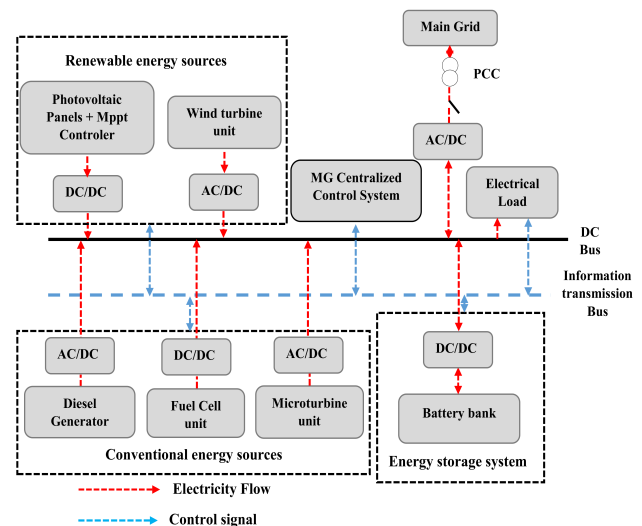 Main Grid
PCC
Renewable energy sources
Photovoltaic
Panels + Mppt
Controler
Wind turbine
unit
DC/DC
AC/DC
AC/DC
MG Centralized
Control System
Electrical
Load
DC
Bus
Information
transmission
Bus
AC/DC
DC/DC
AC/DC
DC/DC
Diesel
Generator
Fuel Cell
unit
Microturbine
unit
Battery bank
Conventional energy sources
Energy storage system
Electricity Flow
Control signal